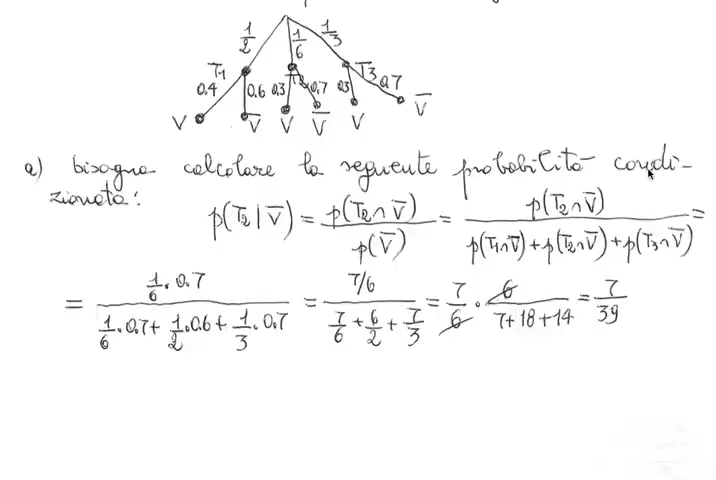 1/2 1/6 1/3
T1 T2 T3
0.4 0.6 0.3 0.7 0.3 0.7
V V̅ V V̅ V V̅
a) bisogna calcolare la seguente probabilità condi-
zionata:
p(T2|V̅) = p(T2∩V̅)/p(V̅) = p(T2∩V̅)/(p(T1∩V̅)+p(T2∩V̅)+p(T3∩V̅)) =
= (1/6 · 0.7)/(1/6 · 0.7 + 1/2 · 0.6 + 1/3 · 0.7) = (7/6)/(7/6 + 6/2 + 7/3) = 7/6 · 6/(7+18+14) = 7/39